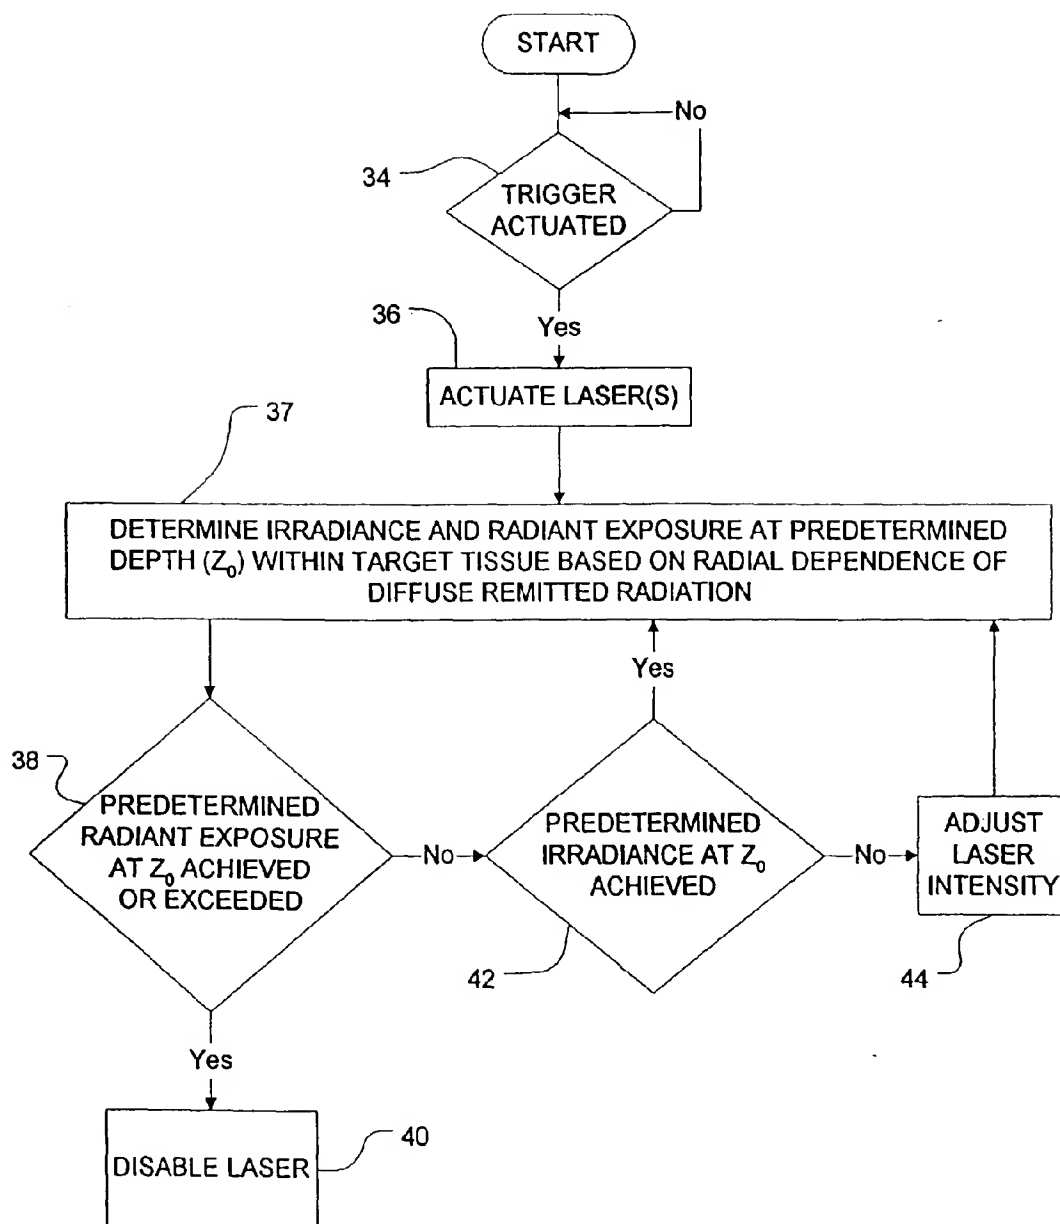 START
No
34
TRIGGER
ACTUATED
36
Yes
ACTUATE LASER(S)
37
DETERMINE IRRADIANCE AND RADIANT EXPOSURE AT PREDETERMINED
DEPTH (Z₀) WITHIN TARGET TISSUE BASED ON RADIAL DEPENDENCE OF
DIFFUSE REMITTED RADIATION
Yes
38
PREDETERMINED
RADIANT EXPOSURE
AT Z₀ ACHIEVED
OR EXCEEDED
No
PREDETERMINED
IRRADIANCE AT Z₀
ACHIEVED
No
ADJUST
LASER
INTENSITY
42
44
Yes
DISABLE LASER
40